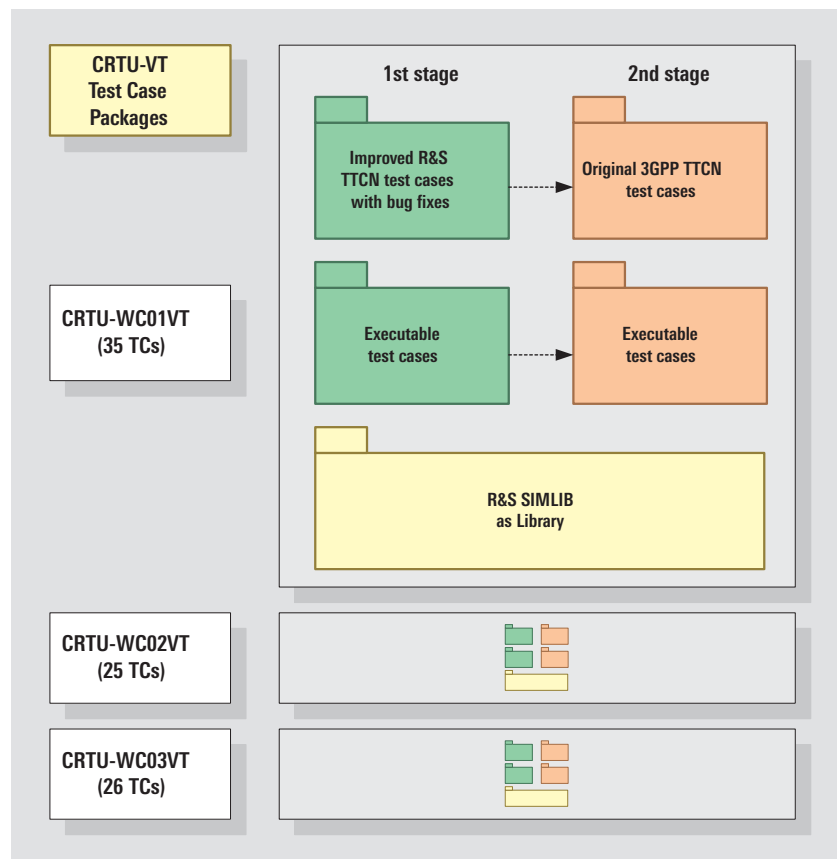 CRTU-VT
Test Case
Packages
1st stage
2nd stage
Improved R&S
TTCN test cases
with bug fixes
Original 3GPP TTCN
test cases
CRTU-WC01VT
(35 TCs)
Executable
test cases
Executable
test cases
R&S SIMLIB
as Library
CRTU-WC02VT
(25 TCs)
CRTU-WC03VT
(26 TCs)